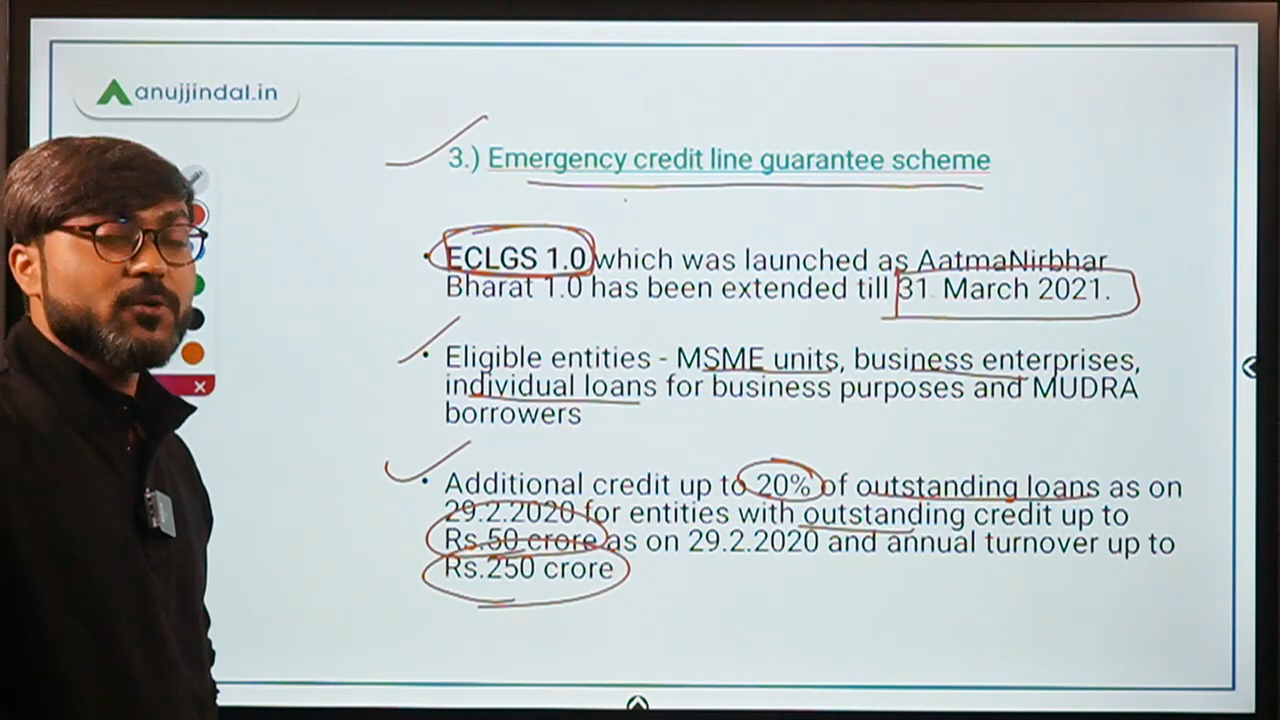 anujjindal.in
3.) Emergency credit line guarantee scheme
• ECLGS 1.0 which was launched as AatmaNirbhar
Bharat 1.0 has been extended till 31 March 2021.
• Eligible entities - MSME units, business enterprises,
individual loans for business purposes and MUDRA
borrowers
• Additional credit up to 20% of outstanding loans as on
29.2.2020 for entities with outstanding credit up to
Rs.50 crore as on 29.2.2020 and annual turnover up to
Rs.250 crore